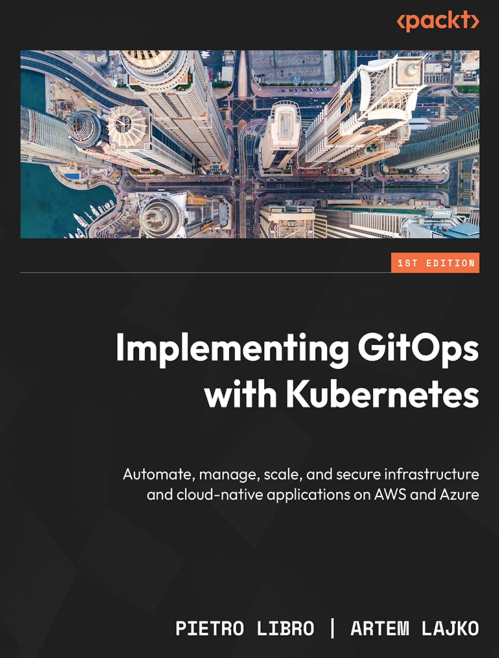 <packt>
1ST EDITION
Implementing GitOps
with Kubernetes
Automate, manage, scale, and secure infrastructure
and cloud-native applications on AWS and Azure
PIETRO LIBRO | ARTEM LAJKO